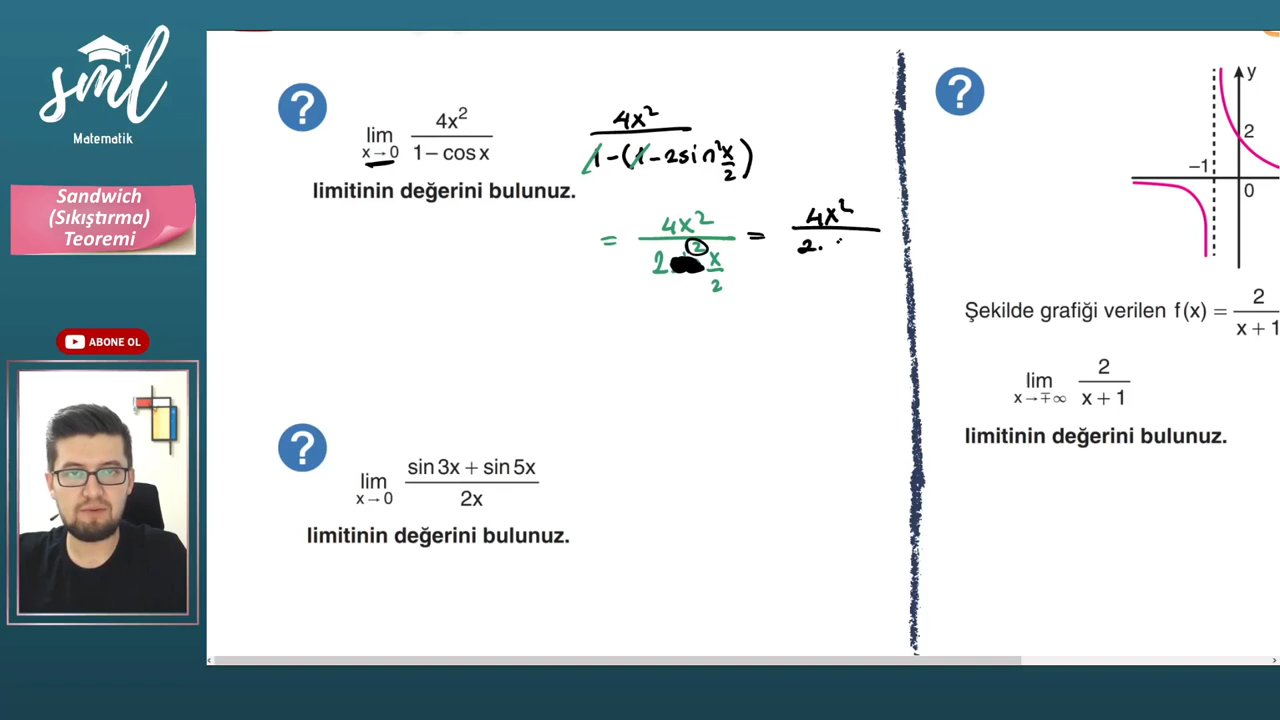 sml
Matematik
Sandwich
(Sıkıştırma)
Teoremi
ABONE OL
?
lim x→0 4x² / 1 – cos x
limitinin değerini bulunuz.
4x² / 1 – (1 – 2sin² x/2)
= 4x² / 2 ² x/2 = 4x² / 2.
?
lim x→0 sin 3x + sin 5x / 2x
limitinin değerini bulunuz.
?
y
2
–1
0
Şekilde grafiği verilen f(x) = 2 / x + 1
lim x→∓∞ 2 / x + 1
limitinin değerini bulunuz.